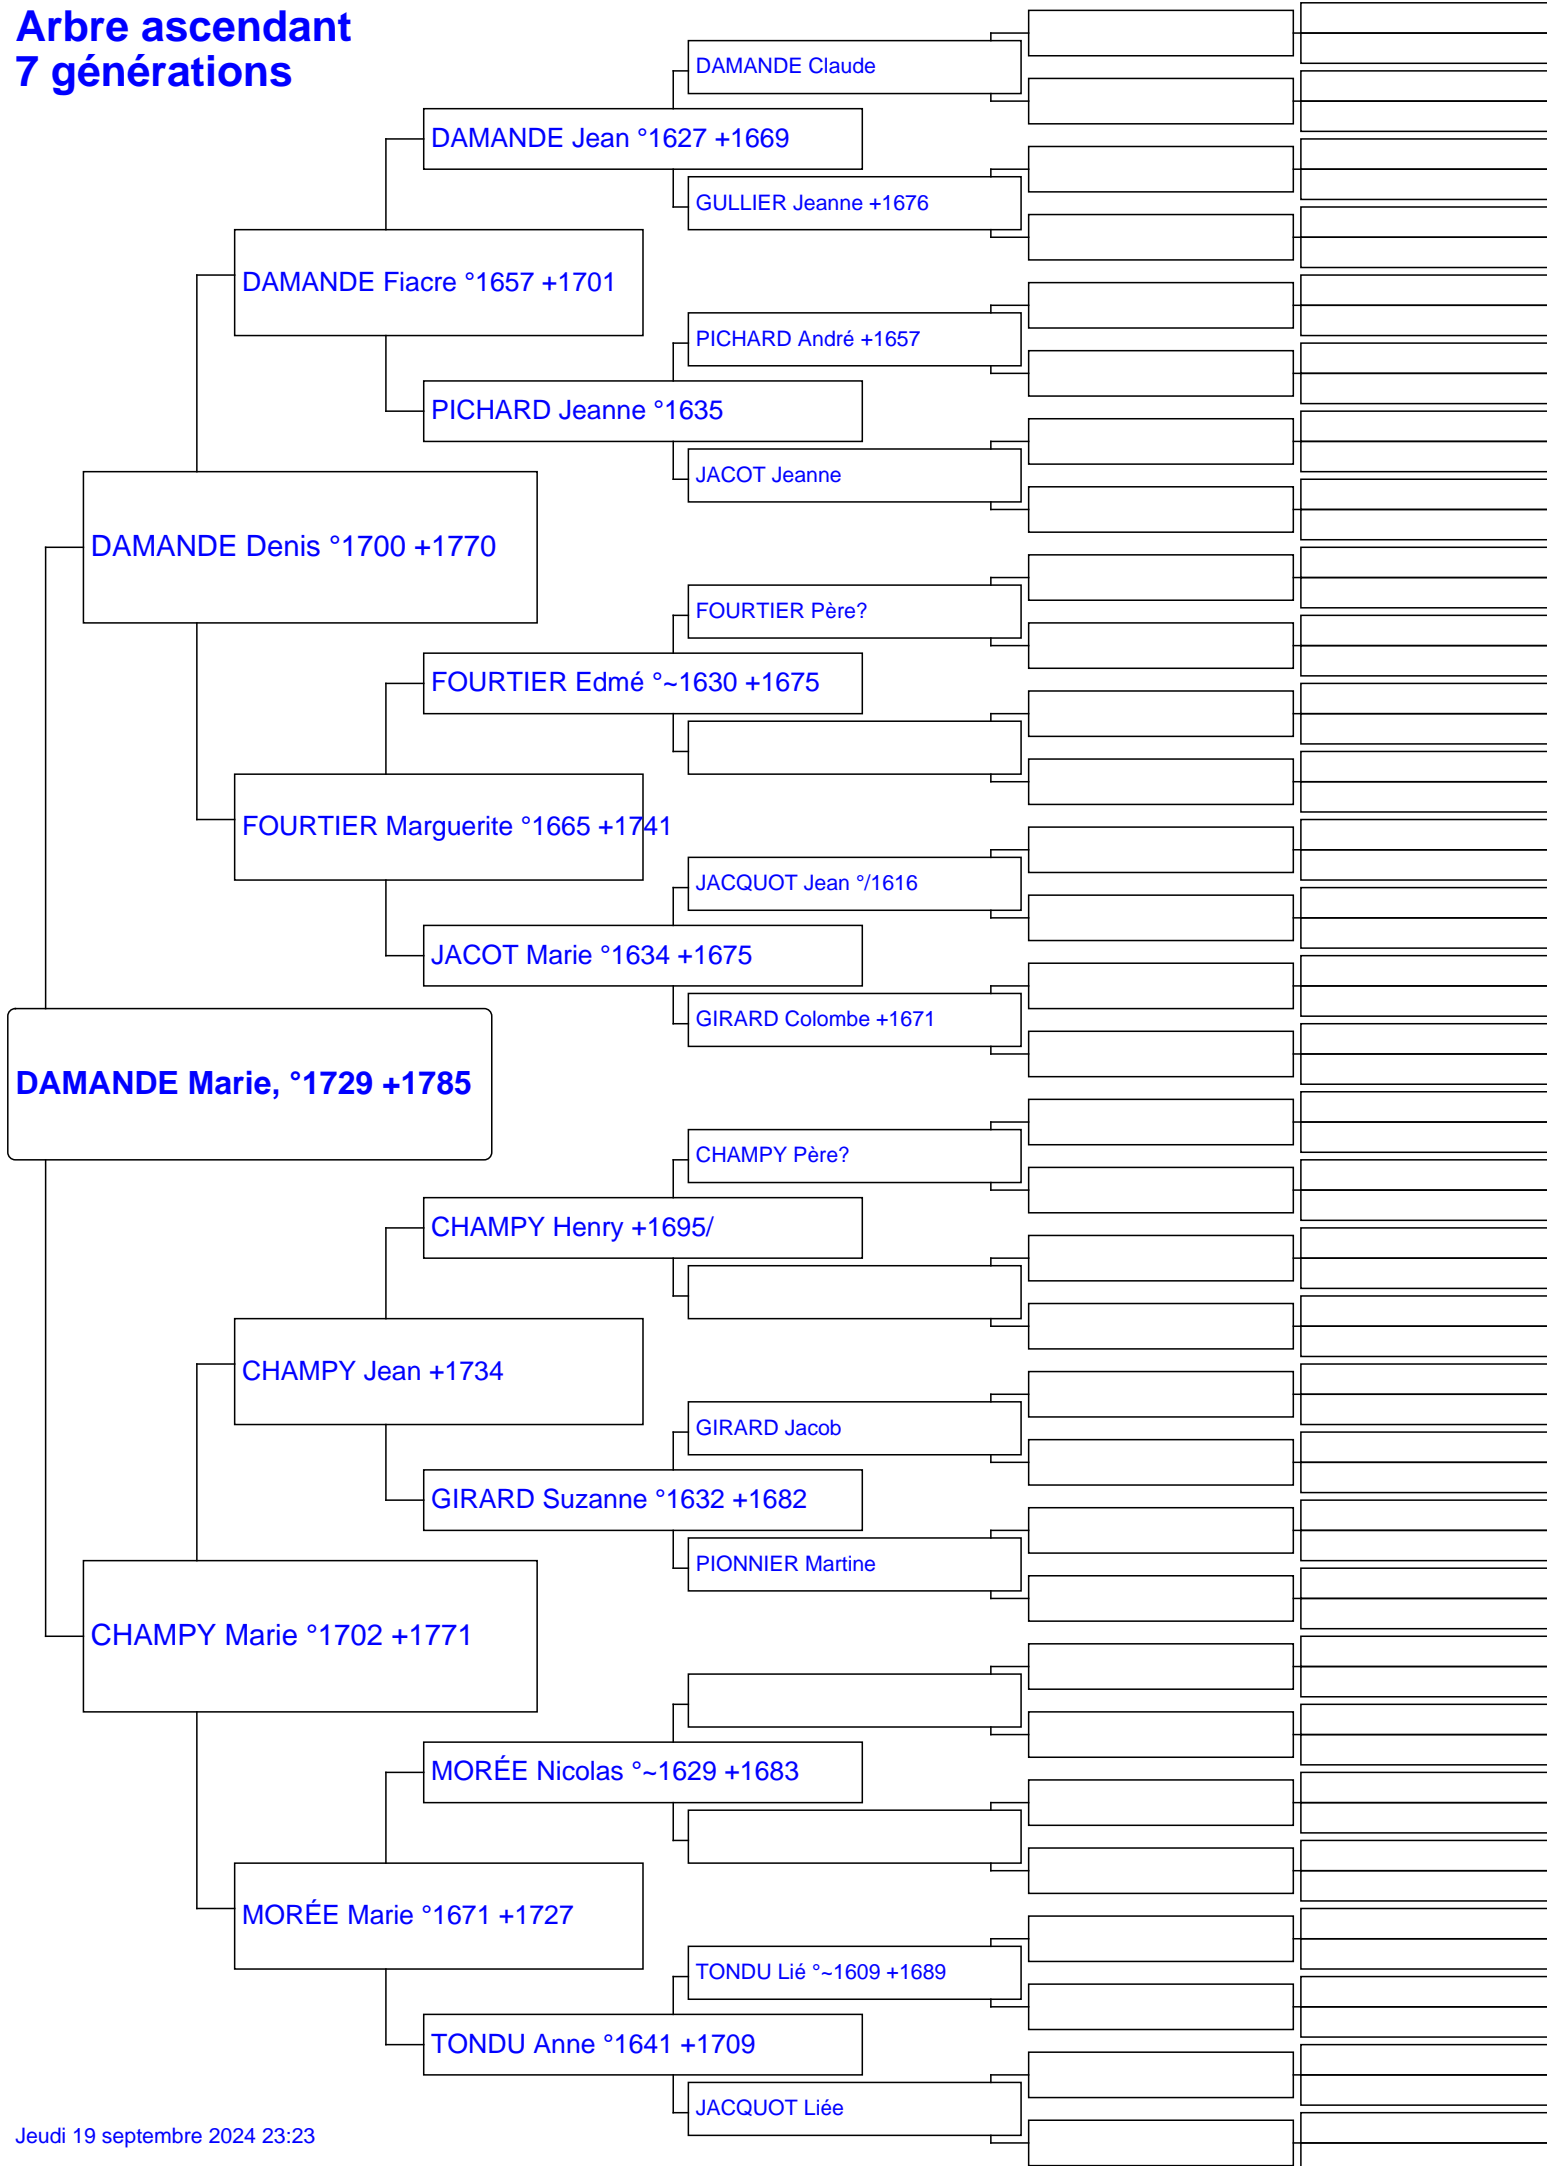 Arbre ascendant
7 générations
DAMANDE Claude
DAMANDE Jean °1627 +1669
GULLIER Jeanne +1676
DAMANDE Fiacre °1657 +1701
PICHARD André +1657
PICHARD Jeanne °1635
JACOT Jeanne
DAMANDE Denis °1700 +1770
FOURTIER Père?
FOURTIER Edmé °~1630 +1675
FOURTIER Marguerite °1665 +1741
JACQUOT Jean °/1616
JACOT Marie °1634 +1675
GIRARD Colombe +1671
DAMANDE Marie, °1729 +1785
CHAMPY Père?
CHAMPY Henry +1695/
CHAMPY Jean +1734
GIRARD Jacob
GIRARD Suzanne °1632 +1682
PIONNIER Martine
CHAMPY Marie °1702 +1771
MORÉE Nicolas °~1629 +1683
MORÉE Marie °1671 +1727
TONDU Lié °~1609 +1689
TONDU Anne °1641 +1709
JACQUOT Liée
Jeudi 19 septembre 2024 23:23